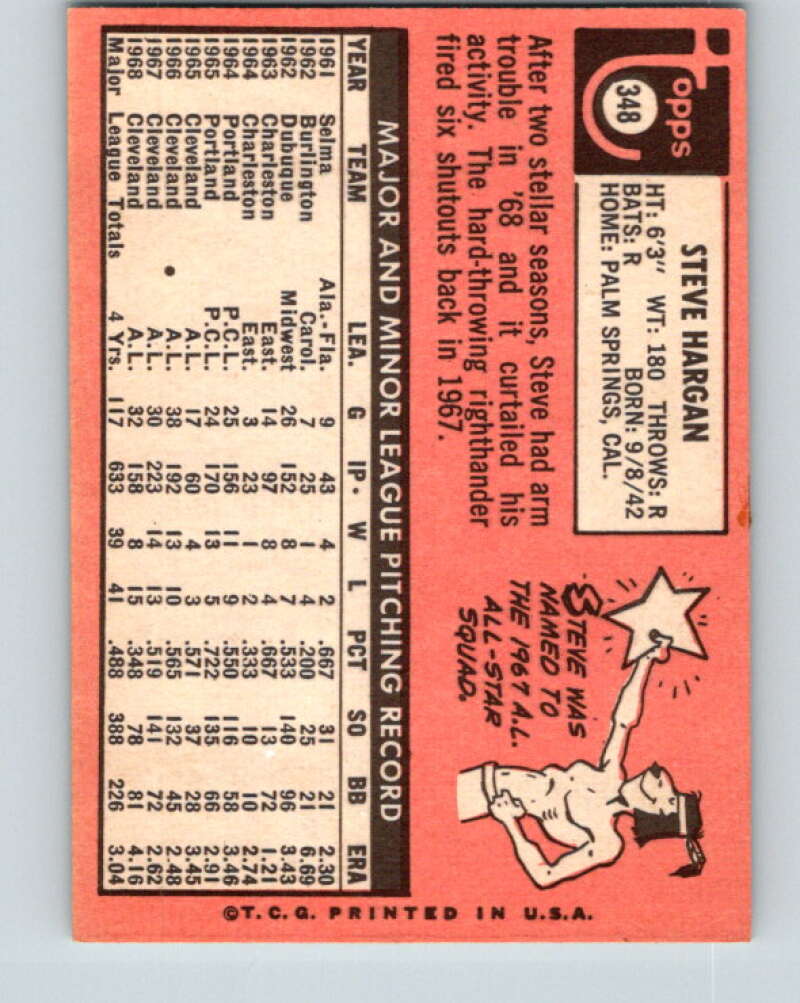 Topps
348
STEVE HARGAN
HT: 6'3" WT: 180 THROWS: R
BATS: R BORN: 9/8/42
HOME: PALM SPRINGS, CAL.
After two stellar seasons, Steve had arm
trouble in '68 and it curtailed his
activity. The hard-throwing righthander
fired six shutouts back in 1967.
STEVE WAS
NAMED TO
THE 1967 A.L.
ALL-STAR
SQUAD.
MAJOR AND MINOR LEAGUE PITCHING RECORD
YEAR TEAM LEA. G IP. W L PCT SO BB ERA
1961 Selma Ala.-Fla. 9 43 4 2 .667 31 21 2.30
1962 Burlington Carol. 7 25 1 4 .200 25 21 6.69
1962 Dubuque Midwest 26 152 8 7 .533 140 96 3.43
1963 Charleston East. 14 97 8 4 .667 13 72 1.21
1964 Charleston East. 3 23 1 2 .333 10 10 2.74
1964 Portland P.C.L. 25 156 11 9 .550 116 58 3.46
1965 Portland P.C.L. 24 170 13 5 .722 135 66 2.91
1965 Cleveland A.L. 17 60 4 3 .571 37 28 3.45
1966 Cleveland A.L. 38 192 13 10 .565 132 45 2.48
1967 Cleveland A.L. 30 223 14 13 .519 141 72 2.62
1968 Cleveland A.L. 32 158 8 15 .348 78 81 4.16
Major League Totals 4 Yrs. 117 633 39 41 .488 388 226 3.04
©T.C.G. PRINTED IN U.S.A.